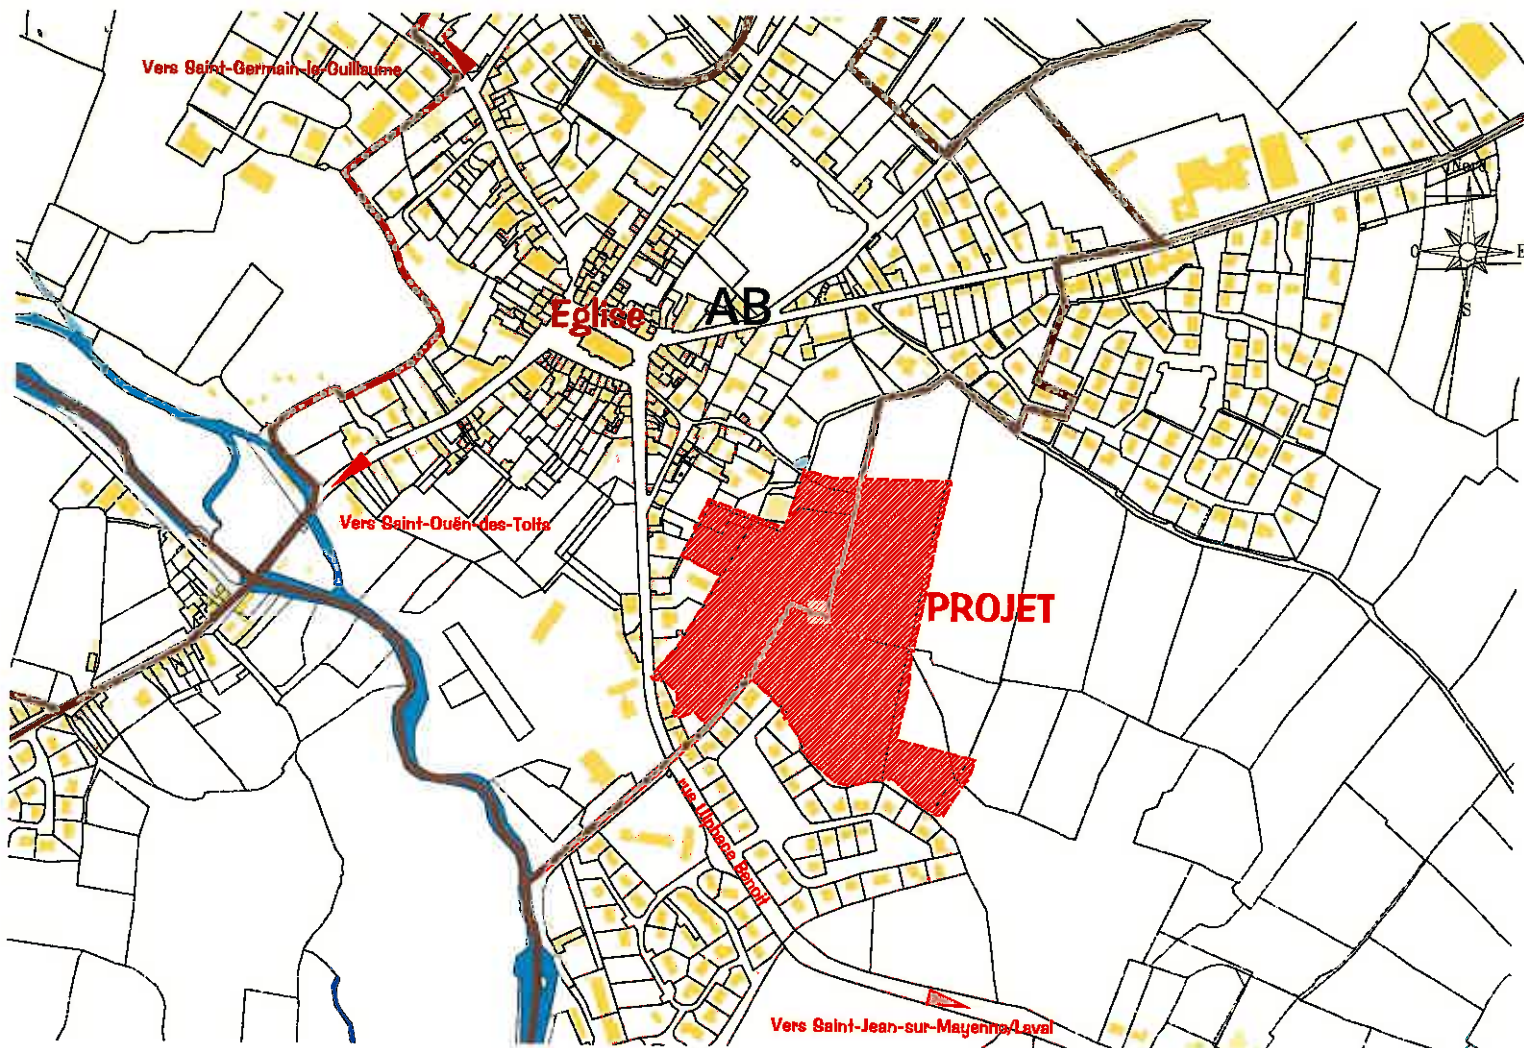 Vers Saint-Germain-le-Guillaume
Nord
O
E
Eglise
AB
S
Vers Saint-Ouën-des-Toits
PROJET
rue Ulphace Benoit
Vers Saint-Jean-sur-Mayenne/Laval